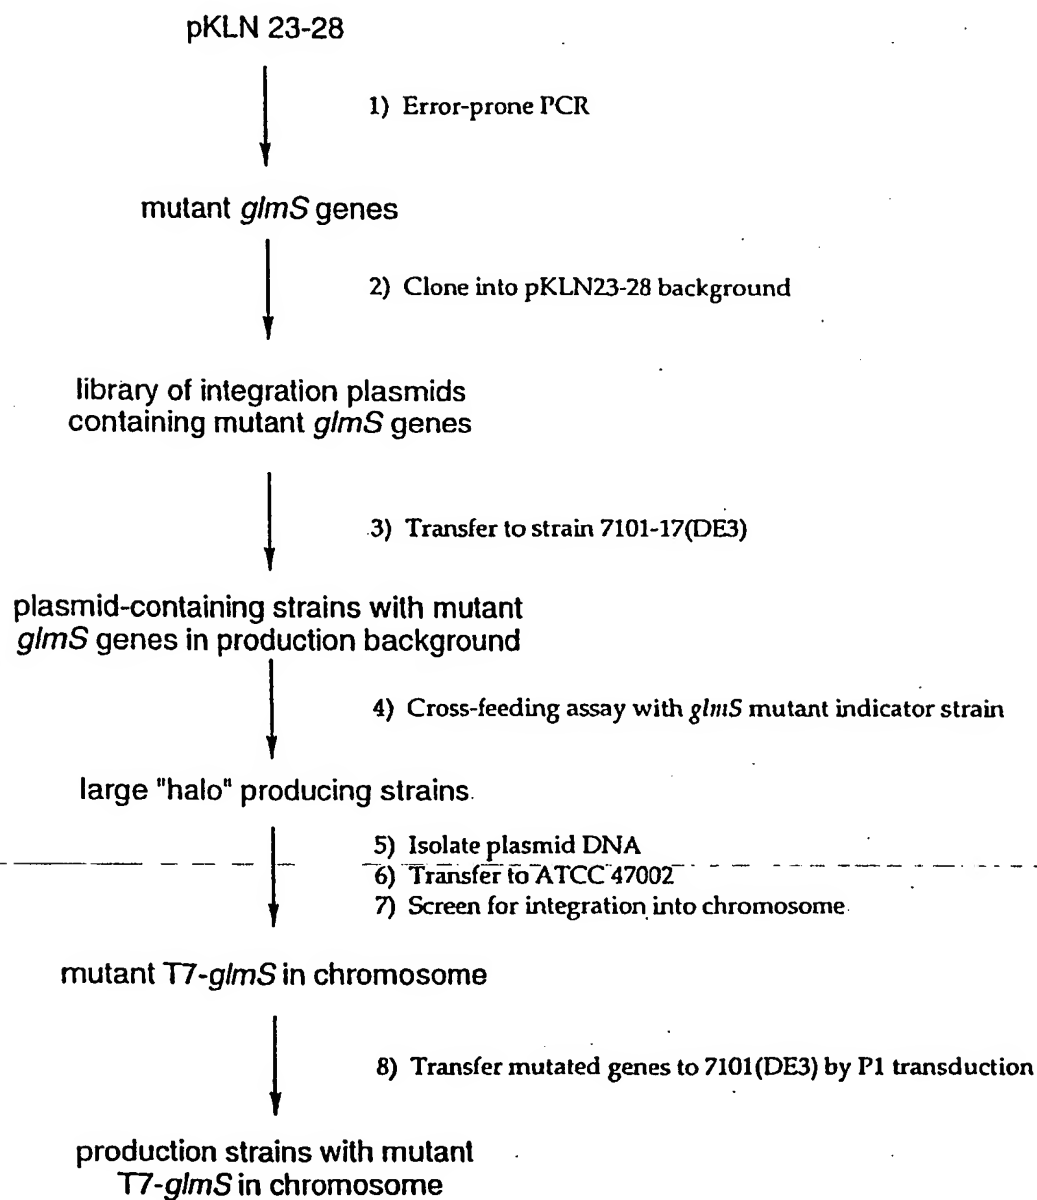 pKLN 23-28
1) Error-prone PCR
mutant glmS genes
2) Clone into pKLN23-28 background
library of integration plasmids
containing mutant glmS genes
3) Transfer to strain 7101-17(DE3)
plasmid-containing strains with mutant
glmS genes in production background
4) Cross-feeding assay with glmS mutant indicator strain
large "halo" producing strains
5) Isolate plasmid DNA
6) Transfer to ATCC 47002
7) Screen for integration into chromosome
mutant T7-glmS in chromosome
8) Transfer mutated genes to 7101(DE3) by P1 transduction
production strains with mutant
T7-glmS in chromosome